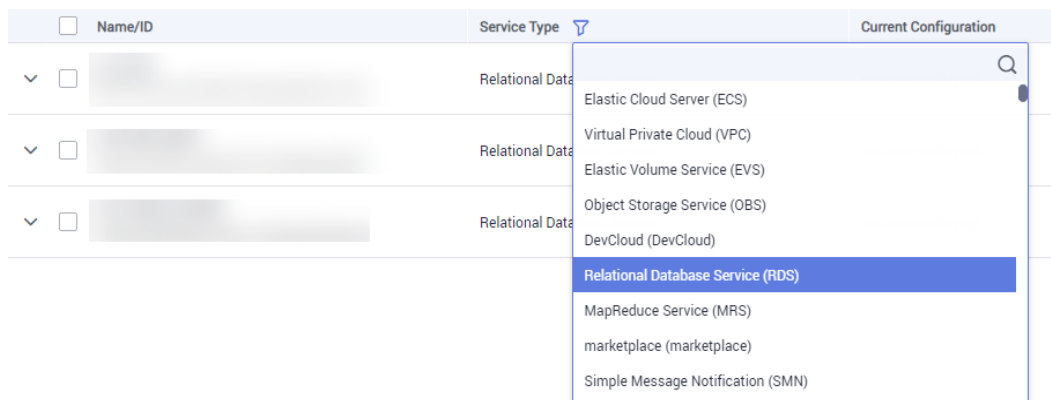 Name/ID Service Type Current Configuration
Relational Data
Relational Data
Relational Data
Elastic Cloud Server (ECS)
Virtual Private Cloud (VPC)
Elastic Volume Service (EVS)
Object Storage Service (OBS)
DevCloud (DevCloud)
Relational Database Service (RDS)
MapReduce Service (MRS)
marketplace (marketplace)
Simple Message Notification (SMN)